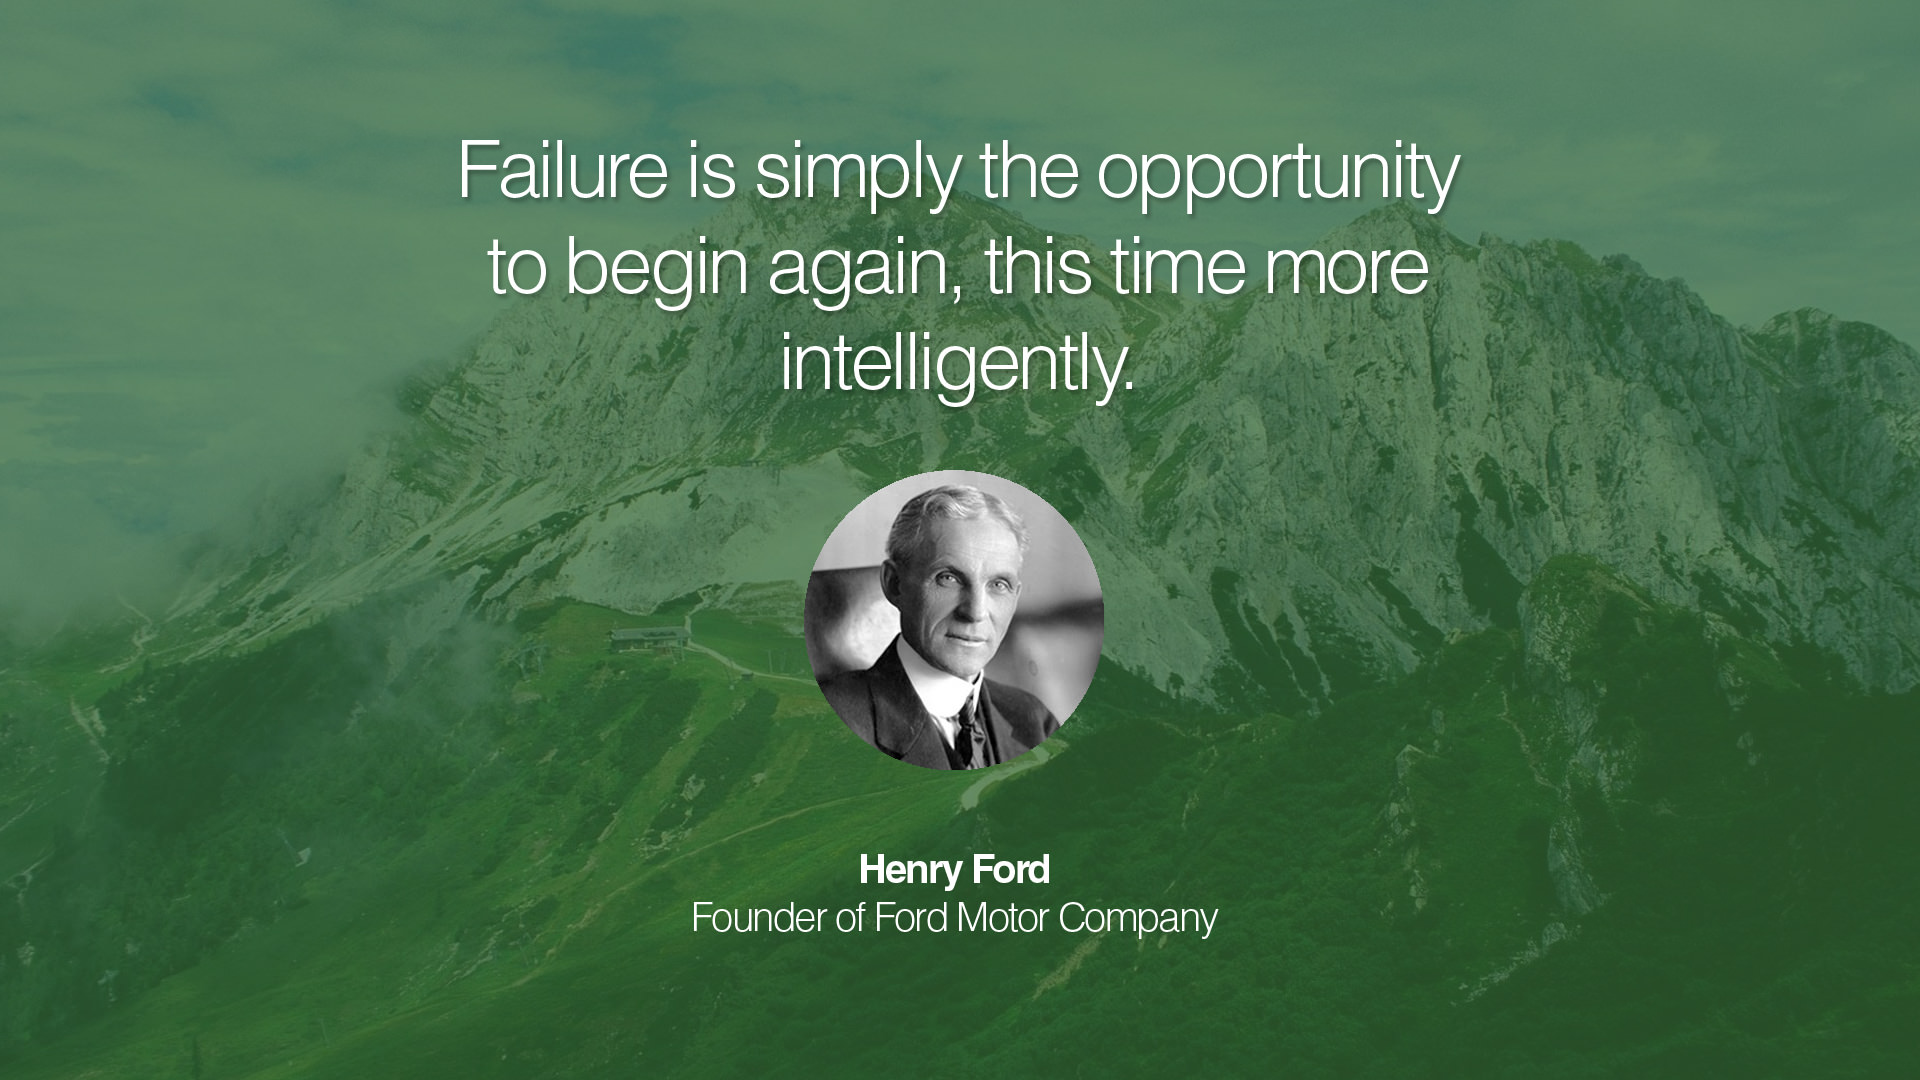 Failure is simply the opportunity
to begin again, this time more
intelligently.
Henry Ford
Founder of Ford Motor Company